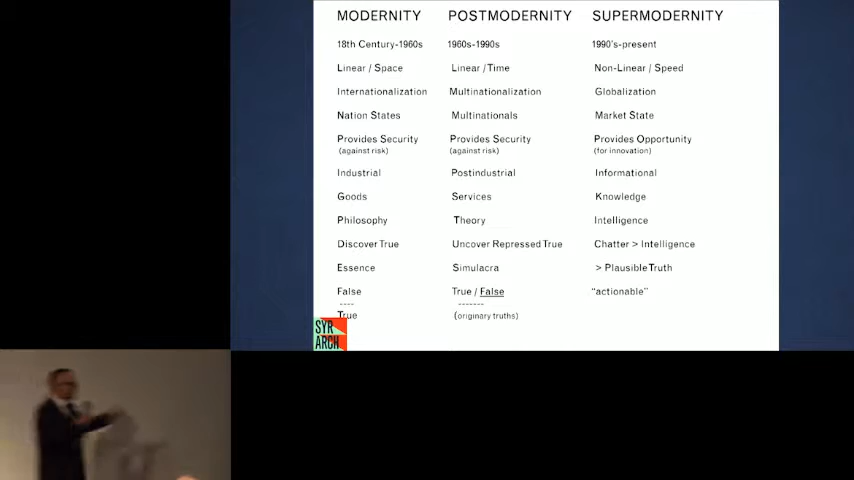 MODERNITY POSTMODERNITY SUPERMODERNITY
18th Century-1960s 1960s-1990s 1990's-present
Linear / Space Linear / Time Non-Linear / Speed
Internationalization Multinationalization Globalization
Nation States Multinationals Market State
Provides Security Provides Security Provides Opportunity
(against risk) (against risk) (for innovation)
Industrial Postindustrial Informational
Goods Services Knowledge
Philosophy Theory Intelligence
Discover True Uncover Repressed True Chatter > Intelligence
Essence Simulacra > Plausible Truth
False True / False "actionable"
---- -------
True (originary truths)
SYR
ARCH